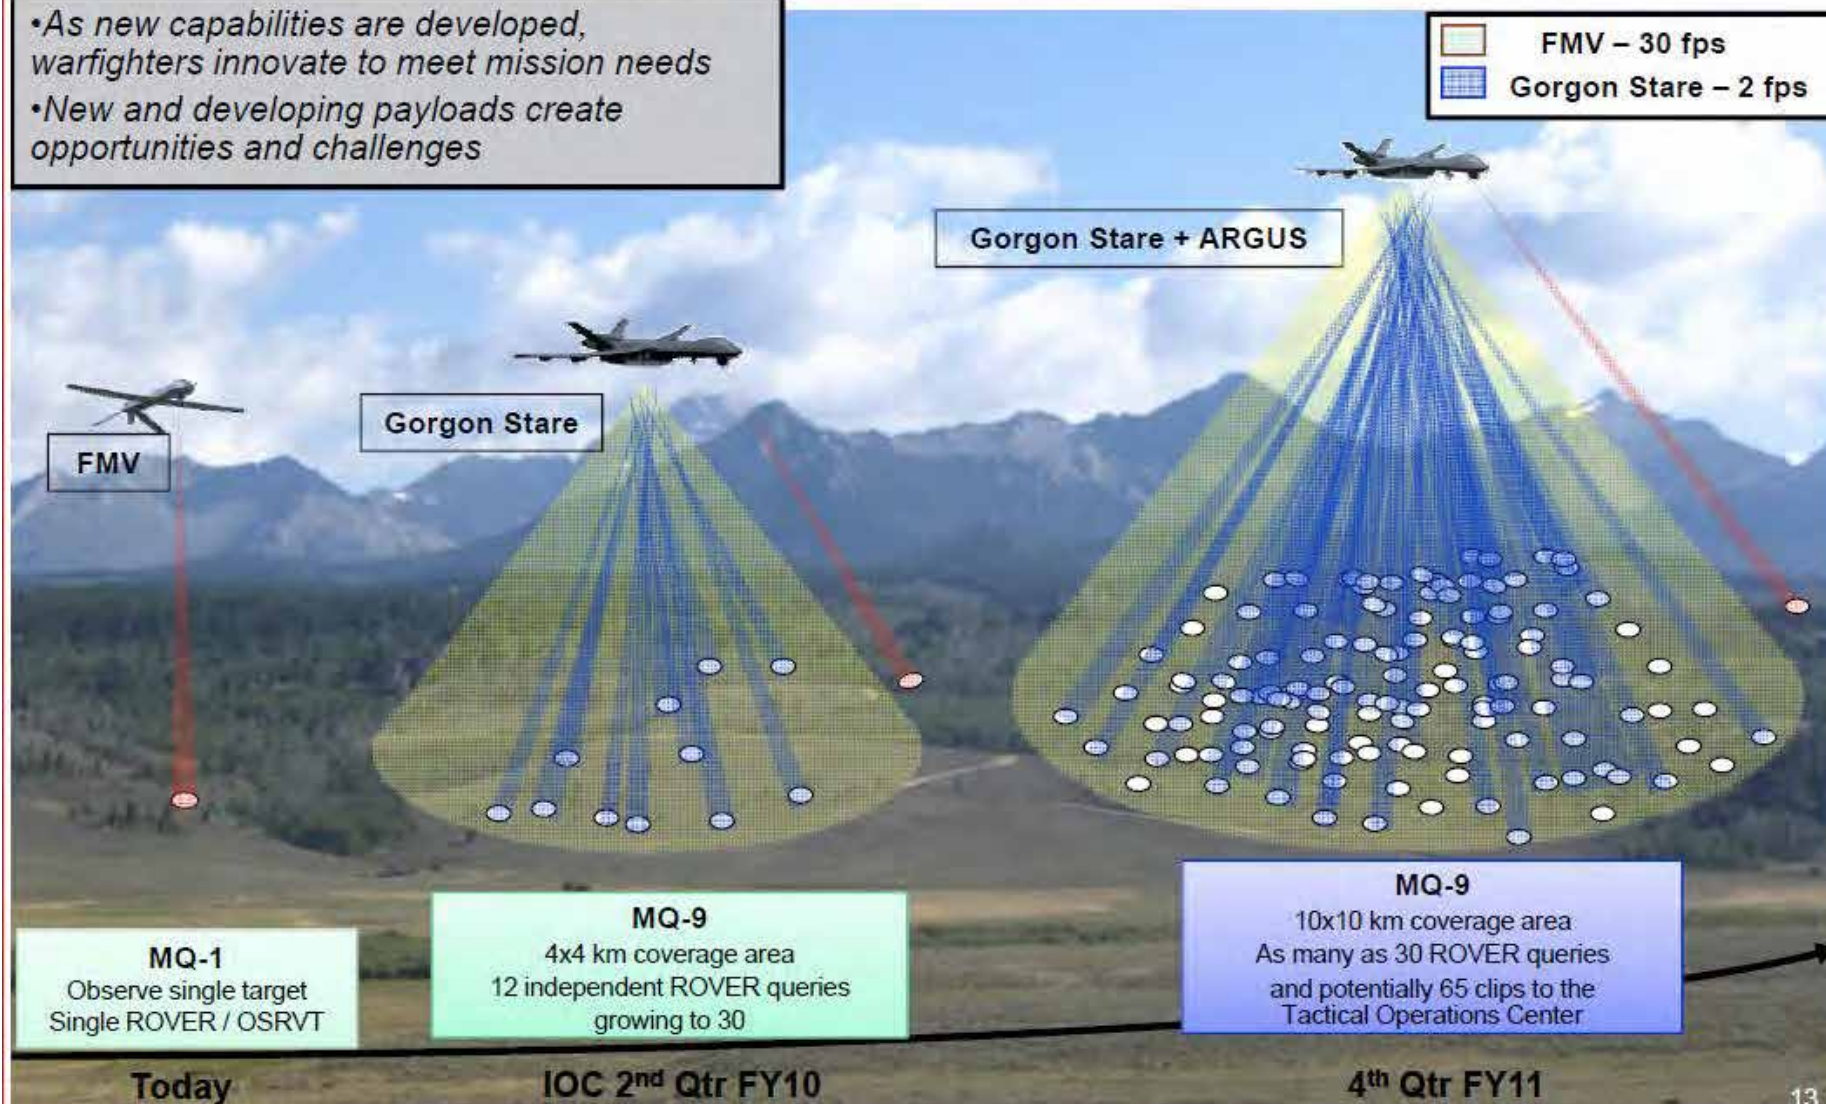 •As new capabilities are developed,
warfighters innovate to meet mission needs
•New and developing payloads create
opportunities and challenges
FMV – 30 fps
Gorgon Stare – 2 fps
Gorgon Stare + ARGUS
Gorgon Stare
FMV
MQ-1
Observe single target
Single ROVER / OSRVT
MQ-9
4x4 km coverage area
12 independent ROVER queries
growing to 30
MQ-9
10x10 km coverage area
As many as 30 ROVER queries
and potentially 65 clips to the
Tactical Operations Center
Today
IOC 2nd Qtr FY10
4th Qtr FY11
13